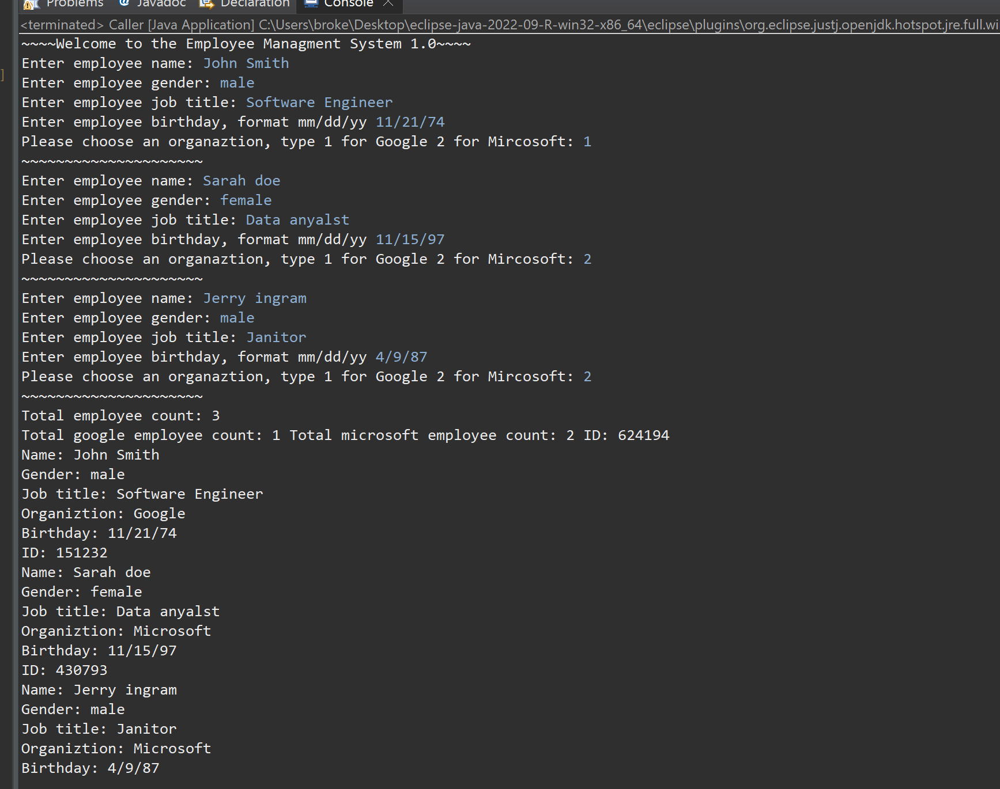 Problems @ Javadoc Declaration Console
<terminated> Caller [Java Application] C:\Users\broke\Desktop\eclipse-java-2022-09-R-win32-x86_64\eclipse\plugins\org.eclipse.justj.openjdk.hotspot.jre.full.wi
~~~~Welcome to the Employee Managment System 1.0~~~~
Enter employee name: John Smith
Enter employee gender: male
Enter employee job title: Software Engineer
Enter employee birthday, format mm/dd/yy 11/21/74
Please choose an organaztion, type 1 for Google 2 for Mircosoft: 1
~~~~~~~~~~~~~~~~~~~~~
Enter employee name: Sarah doe
Enter employee gender: female
Enter employee job title: Data anyalst
Enter employee birthday, format mm/dd/yy 11/15/97
Please choose an organaztion, type 1 for Google 2 for Mircosoft: 2
~~~~~~~~~~~~~~~~~~~~~
Enter employee name: Jerry ingram
Enter employee gender: male
Enter employee job title: Janitor
Enter employee birthday, format mm/dd/yy 4/9/87
Please choose an organaztion, type 1 for Google 2 for Mircosoft: 2
~~~~~~~~~~~~~~~~~~~~~
Total employee count: 3
Total google employee count: 1 Total microsoft employee count: 2 ID: 624194
Name: John Smith
Gender: male
Job title: Software Engineer
Organiztion: Google
Birthday: 11/21/74
ID: 151232
Name: Sarah doe
Gender: female
Job title: Data anyalst
Organiztion: Microsoft
Birthday: 11/15/97
ID: 430793
Name: Jerry ingram
Gender: male
Job title: Janitor
Organiztion: Microsoft
Birthday: 4/9/87